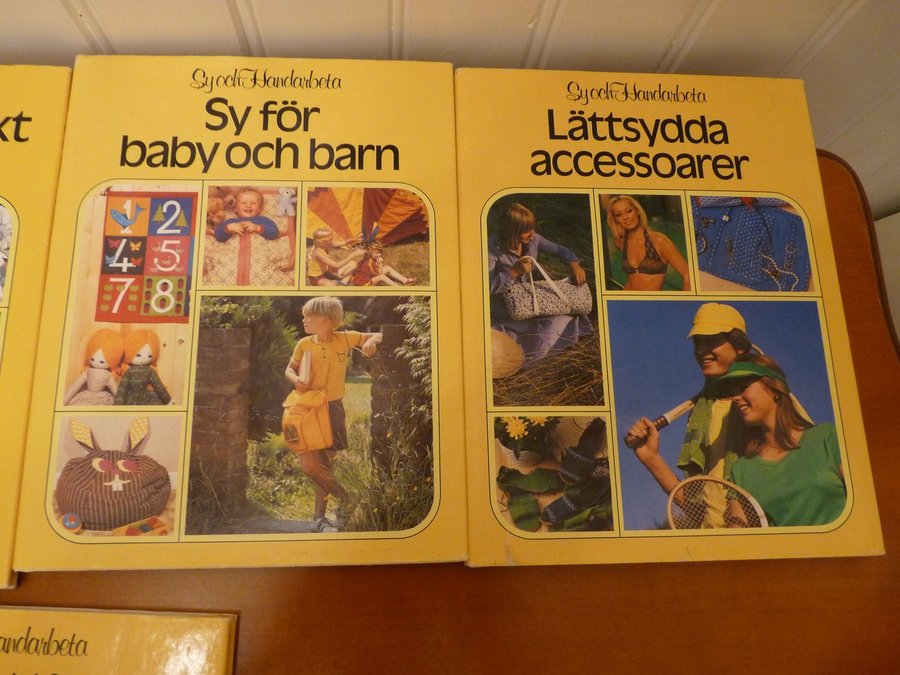 kt
Sy och Handarbeta
Sy för
baby och barn
1 2
4 5
7 8
Sy och Handarbeta
Lättsydda
accessoarer
andarbeta